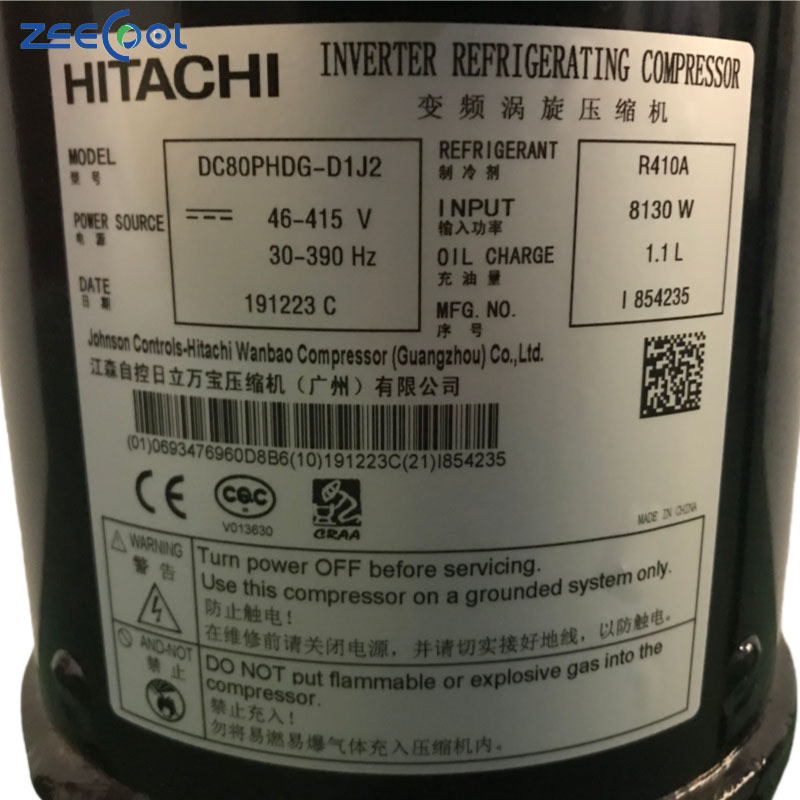 ZEECOOL
HITACHI
INVERTER REFRIGERATING COMPRESSOR
变频涡旋压缩机
MODEL
型号
DC80PHDG-D1J2
POWER SOURCE
电源
46-415 V
30-390 Hz
DATE
日期
191223 C
REFRIGERANT
制冷剂
R410A
INPUT
输入功率
8130 W
OIL CHARGE
充油量
1.1 L
MFG. NO.
序号
I 854235
Johnson Controls-Hitachi Wanbao Compressor (Guangzhou) Co., Ltd.
江森自控日立万宝压缩机（广州）有限公司
(01)0693476960D8B6(10)191223C(21)I854235
CE
CQC
V013630
CRAA
MADE IN CHINA
WARNING
警告
Turn power OFF before servicing.
Use this compressor on a grounded system only.
防止触电！
在维修前请关闭电源，并请切实接好地线，以防触电。
AND-NOT
禁止
DO NOT put flammable or explosive gas into the
compressor.
禁止充入！
勿将易燃易爆气体充入压缩机内。